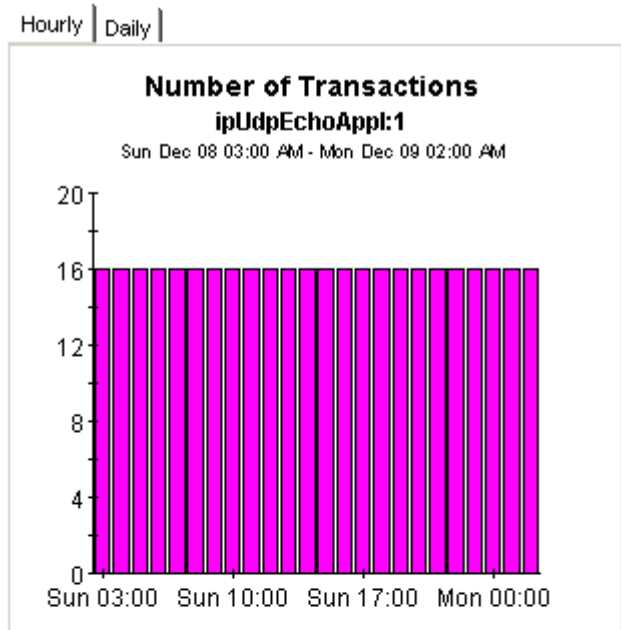 Hourly Daily
Number of Transactions
ipUdpEchoAppl:1
Sun Dec 08 03:00 AM - Mon Dec 09 02:00 AM
20
16
12
8
4
0
Sun 03:00 Sun 10:00 Sun 17:00 Mon 00:00